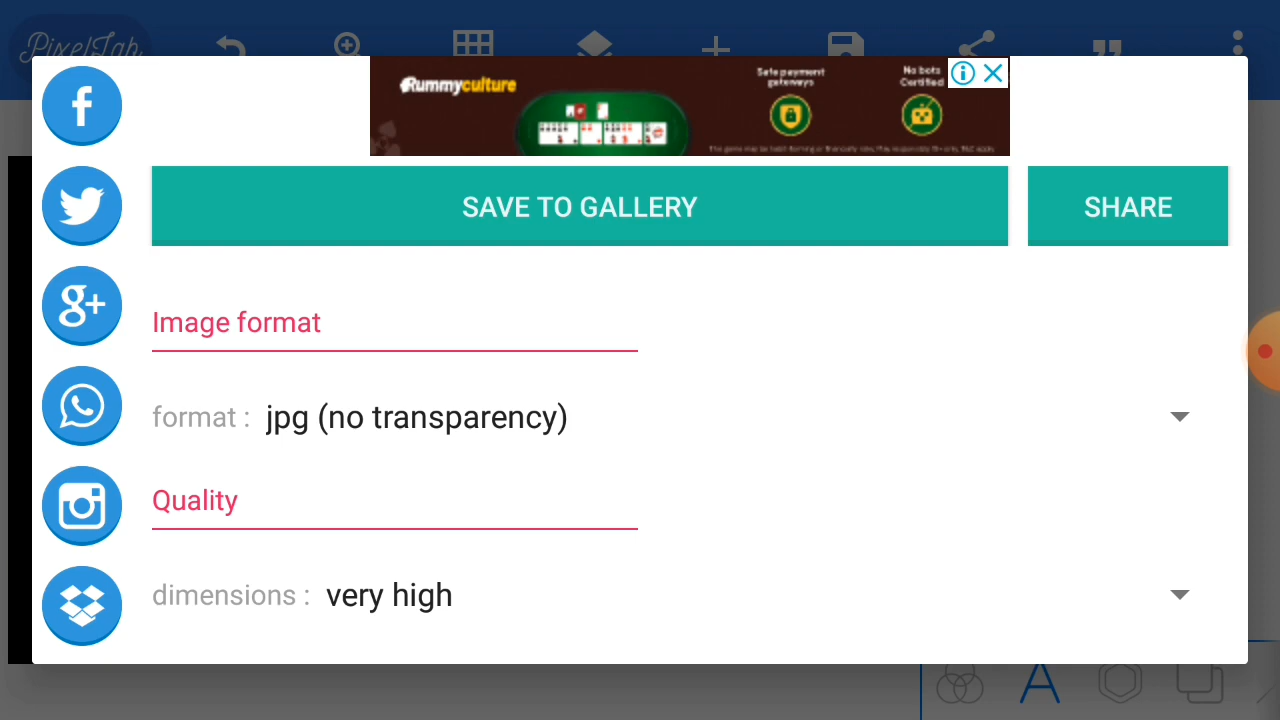 PixelLab
Rummyculture
Safe payment
gateways
No bots
Certified
SAVE TO GALLERY
SHARE
Image format
format : jpg (no transparency)
Quality
dimensions : very high